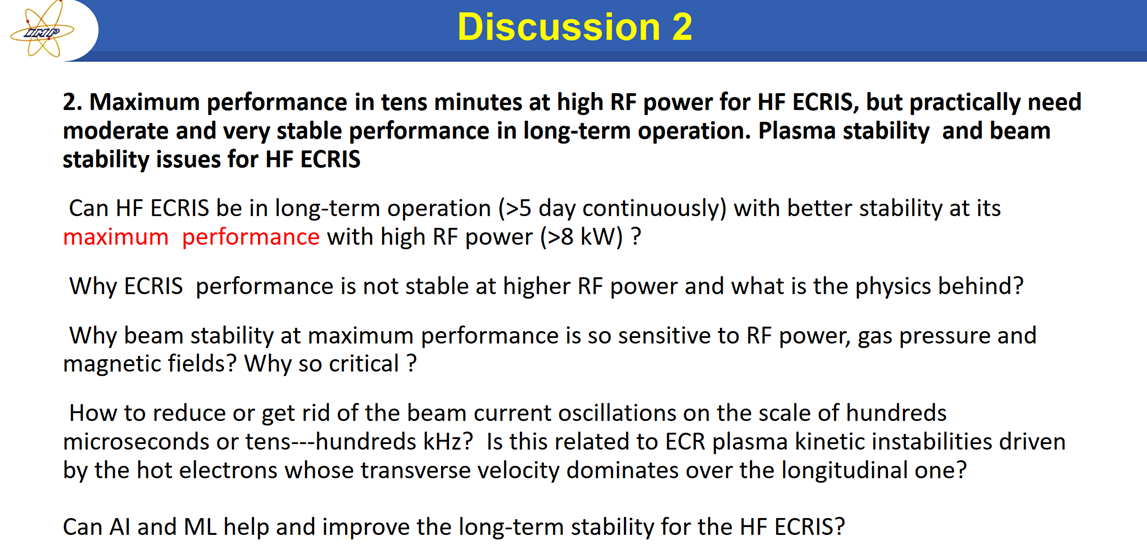 IMP
Discussion 2
2. Maximum performance in tens minutes at high RF power for HF ECRIS, but practically need
moderate and very stable performance in long-term operation. Plasma stability  and beam
stability issues for HF ECRIS
Can HF ECRIS be in long-term operation (>5 day continuously) with better stability at its
maximum  performance with high RF power (>8 kW) ?
Why ECRIS  performance is not stable at higher RF power and what is the physics behind?
Why beam stability at maximum performance is so sensitive to RF power, gas pressure and
magnetic fields? Why so critical ?
How to reduce or get rid of the beam current oscillations on the scale of hundreds
microseconds or tens---hundreds kHz?  Is this related to ECR plasma kinetic instabilities driven
by the hot electrons whose transverse velocity dominates over the longitudinal one?
Can AI and ML help and improve the long-term stability for the HF ECRIS?